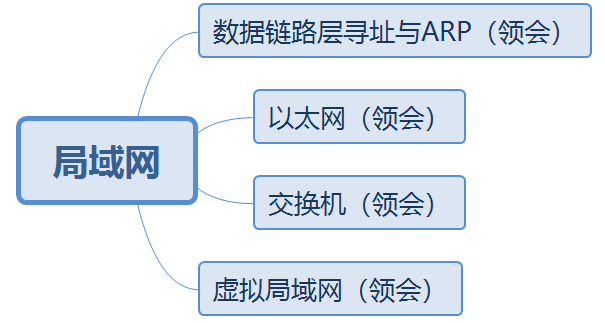 数据链路层寻址与ARP（领会）
以太网（领会）
局域网
交换机（领会）
虚拟局域网（领会）